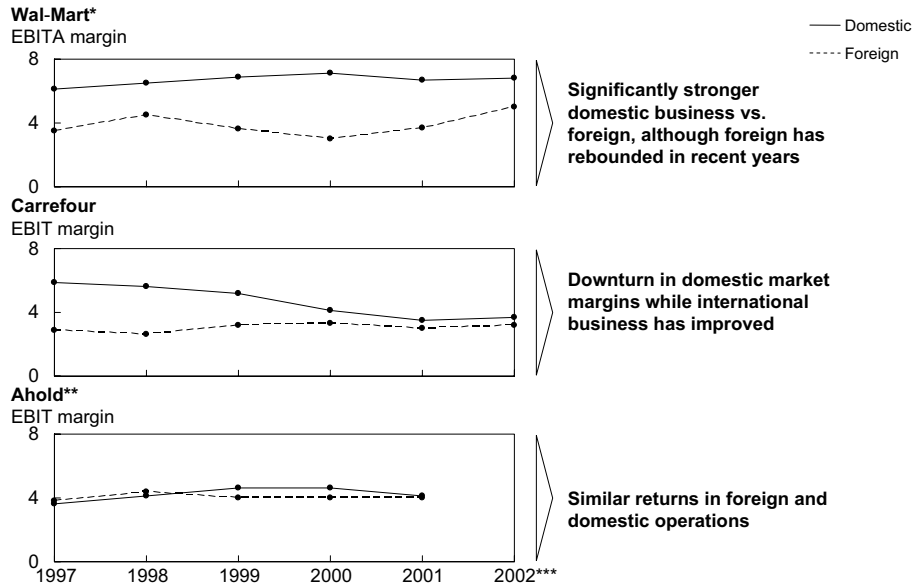 Wal-Mart*
EBITA margin
Domestic
Foreign
8
4
0
Significantly stronger
domestic business vs.
foreign, although foreign has
rebounded in recent years
Carrefour
EBIT margin
8
4
0
Downturn in domestic market
margins while international
business has improved
Ahold**
EBIT margin
8
4
0
Similar returns in foreign and
domestic operations
1997 1998 1999 2000 2001 2002***